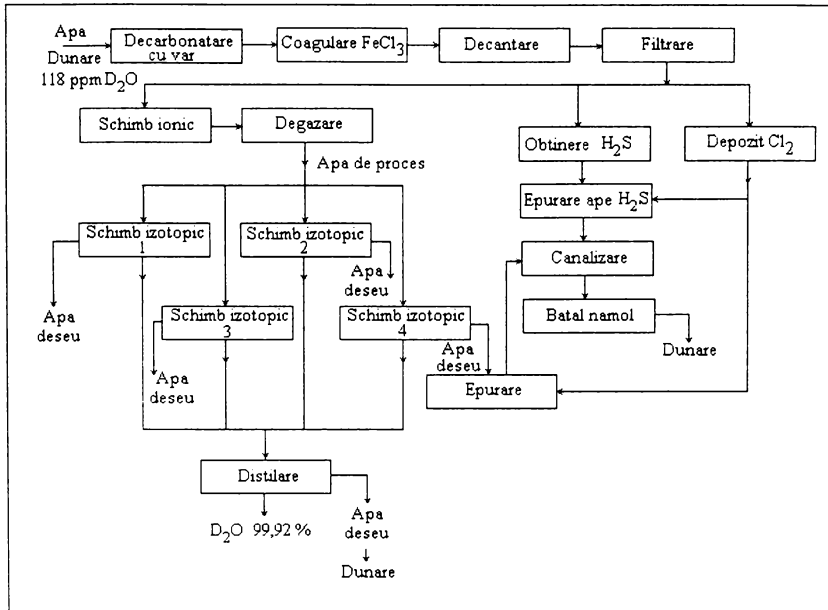 Apa
Dunare
118 ppm D2O
Decarbonatare
cu var
Coagulare FeCl3
Decantare
Filtrare
Schimb ionic
Degazare
Obtinere H2S
Depozit Cl2
Apa de proces
Epurare ape H2S
Schimb izotopic
1
Schimb izotopic
2
Canalizare
Apa
deseu
Apa
deseu
Schimb izotopic
3
Schimb izotopic
4
Batal namol
Dunare
Apa
deseu
Apa
deseu
Epurare
Distilare
D2O 99,92 %
Apa
deseu
Dunare